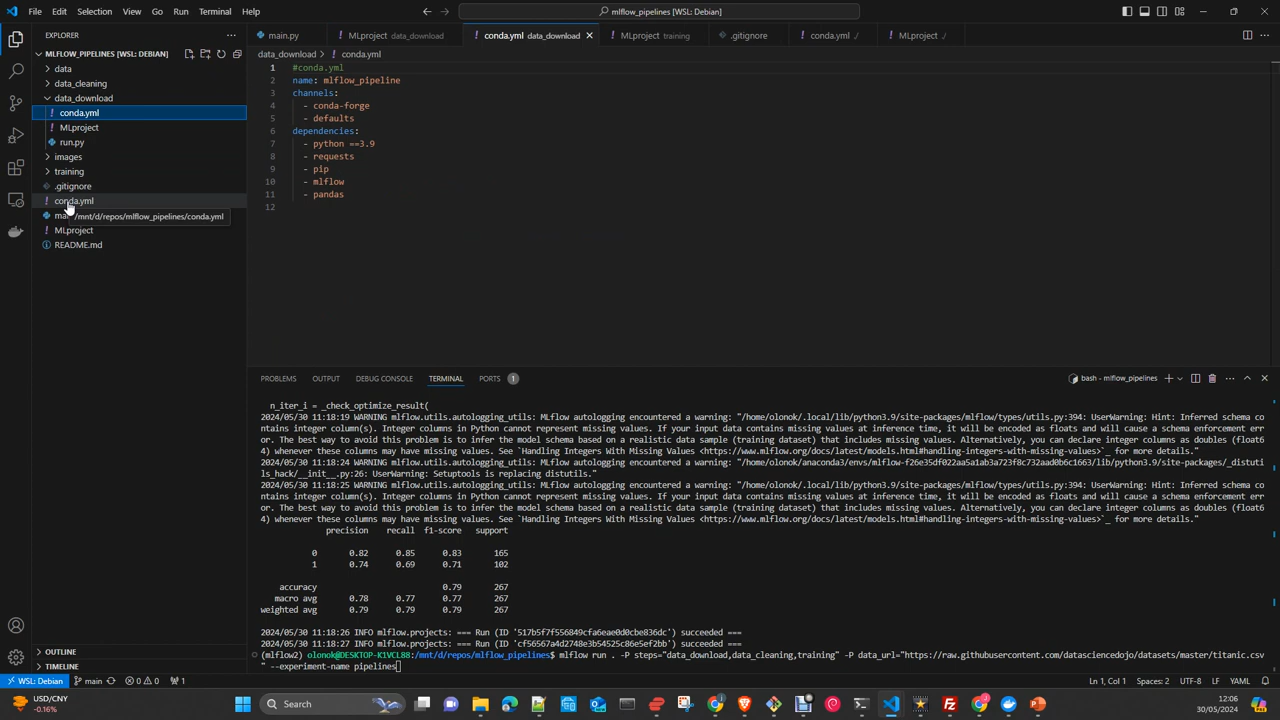 File Edit Selection View Go Run Terminal Help
mlflow_pipelines [WSL: Debian]
EXPLORER
main.py
MLproject data_download
conda.yml data_download
MLproject training
.gitignore
conda.yml ./
MLproject ./
MLFLOW_PIPELINES [WSL: DEBIAN]
data
data_cleaning
data_download
conda.yml
MLproject
run.py
images
training
.gitignore
conda.yml
/mnt/d/repos/mlflow_pipelines/conda.yml
MLproject
README.md
OUTLINE
TIMELINE
data_download > conda.yml
1 #conda.yml
2 name: mlflow_pipeline
3 channels:
4 - conda-forge
5 - defaults
6 dependencies:
7 - python ==3.9
8 - requests
9 - pip
10 - mlflow
11 - pandas
12
PROBLEMS OUTPUT DEBUG CONSOLE TERMINAL PORTS 1
bash - mlflow_pipelines
n_iter_i = _check_optimize_result(
2024/05/30 11:18:19 WARNING mlflow.utils.autologging_utils: MLflow autologging encountered a warning: "/home/olonok/.local/lib/python3.9/site-packages/mlflow/types/utils.py:394: UserWarning: Hint: Inferred schema co
ntains integer column(s). Integer columns in Python cannot represent missing values. If your input data contains missing values at inference time, it will be encoded as floats and will cause a schema enforcement err
or. The best way to avoid this problem is to infer the model schema based on a realistic data sample (training dataset) that includes missing values. Alternatively, you can declare integer columns as doubles (float6
4) whenever these columns may have missing values. See `Handling Integers With Missing Values <https://www.mlflow.org/docs/latest/models.html#handling-integers-with-missing-values>`_ for more details."
2024/05/30 11:18:24 WARNING mlflow.utils.autologging_utils: MLflow autologging encountered a warning: "/home/olonok/anaconda3/envs/mlflow-f26e35df022aa5a1ab3a723f8c732aad0b6c1663/lib/python3.9/site-packages/_distuti
ls_hack/__init__.py:26: UserWarning: Setuptools is replacing distutils."
2024/05/30 11:18:25 WARNING mlflow.utils.autologging_utils: MLflow autologging encountered a warning: "/home/olonok/.local/lib/python3.9/site-packages/mlflow/types/utils.py:394: UserWarning: Hint: Inferred schema co
ntains integer column(s). Integer columns in Python cannot represent missing values. If your input data contains missing values at inference time, it will be encoded as floats and will cause a schema enforcement err
or. The best way to avoid this problem is to infer the model schema based on a realistic data sample (training dataset) that includes missing values. Alternatively, you can declare integer columns as doubles (float6
4) whenever these columns may have missing values. See `Handling Integers With Missing Values <https://www.mlflow.org/docs/latest/models.html#handling-integers-with-missing-values>`_ for more details."
precision recall f1-score support
0 0.82 0.85 0.83 165
1 0.74 0.69 0.71 102
accuracy 0.79 267
macro avg 0.78 0.77 0.77 267
weighted avg 0.79 0.79 0.79 267
2024/05/30 11:18:26 INFO mlflow.projects: === Run (ID '517b5f7f556849cfa6eae0d0cbe836dc') succeeded ===
2024/05/30 11:18:27 INFO mlflow.projects: === Run (ID 'cf56567a4d2748e3b54525c86e5ef2bb') succeeded ===
(mlflow2) olonok@DESKTOP-K1VCL88:/mnt/d/repos/mlflow_pipelines$ mlflow run . -P steps="data_download,data_cleaning,training" -P data_url="https://raw.githubusercontent.com/datasciencedojo/datasets/master/titanic.csv
" --experiment-name pipelines
WSL: Debian main 0 0 1
Ln 1, Col 1 Spaces: 2 UTF-8 LF YAML
USD/CNY
-0.16%
Search
12:06
30/05/2024